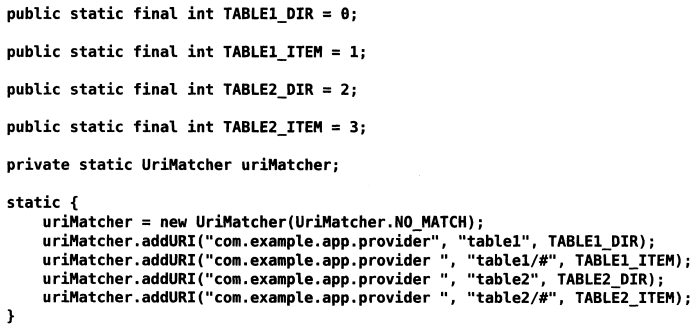 public static final int TABLE1_DIR = 0;
public static final int TABLE1_ITEM = 1;
public static final int TABLE2_DIR = 2;
public static final int TABLE2_ITEM = 3;
private static UriMatcher uriMatcher;
static {
    uriMatcher = new UriMatcher(UriMatcher.NO_MATCH);
    uriMatcher.addURI("com.example.app.provider", "table1", TABLE1_DIR);
    uriMatcher.addURI("com.example.app.provider ", "table1/#", TABLE1_ITEM);
    uriMatcher.addURI("com.example.app.provider ", "table2", TABLE2_DIR);
    uriMatcher.addURI("com.example.app.provider ", "table2/#", TABLE2_ITEM);
}